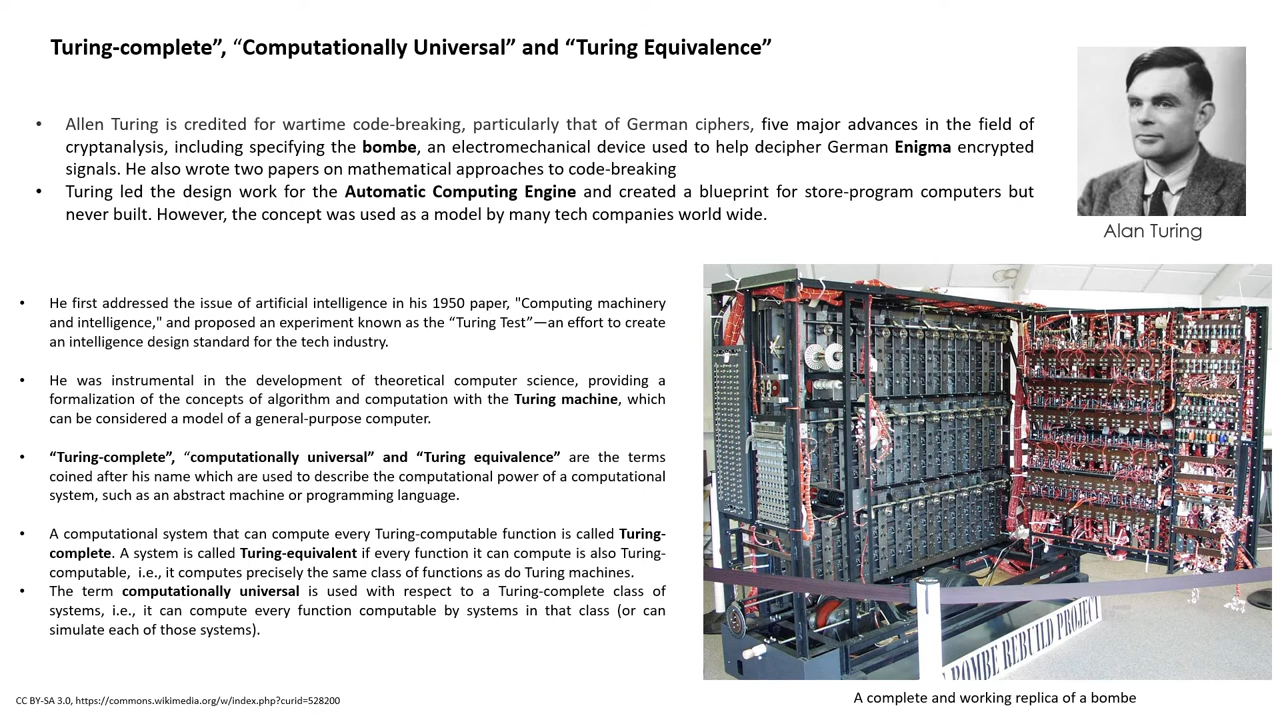 Turing-complete”, “Computationally Universal” and “Turing Equivalence”
• Allen Turing is credited for wartime code-breaking, particularly that of German ciphers, five major advances in the field of
cryptanalysis, including specifying the bombe, an electromechanical device used to help decipher German Enigma encrypted
signals. He also wrote two papers on mathematical approaches to code-breaking
• Turing led the design work for the Automatic Computing Engine and created a blueprint for store-program computers but
never built. However, the concept was used as a model by many tech companies world wide.
Alan Turing
• He first addressed the issue of artificial intelligence in his 1950 paper, "Computing machinery
and intelligence," and proposed an experiment known as the “Turing Test”—an effort to create
an intelligence design standard for the tech industry.
• He was instrumental in the development of theoretical computer science, providing a
formalization of the concepts of algorithm and computation with the Turing machine, which
can be considered a model of a general-purpose computer.
• “Turing-complete”, “computationally universal” and “Turing equivalence” are the terms
coined after his name which are used to describe the computational power of a computational
system, such as an abstract machine or programming language.
• A computational system that can compute every Turing-computable function is called Turing-
complete. A system is called Turing-equivalent if every function it can compute is also Turing-
computable, i.e., it computes precisely the same class of functions as do Turing machines.
• The term computationally universal is used with respect to a Turing-complete class of
systems, i.e., it can compute every function computable by systems in that class (or can
simulate each of those systems).
BOMBE REBUILD PROJECT
CC BY-SA 3.0, https://commons.wikimedia.org/w/index.php?curid=528200
A complete and working replica of a bombe